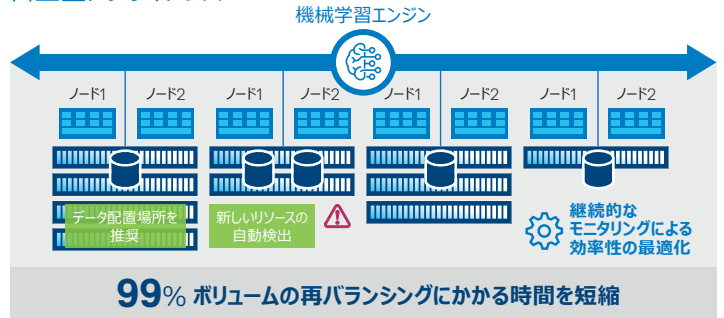 機械学習エンジン
ノード1 ノード2 ノード1 ノード2 ノード1 ノード2 ノード1 ノード2
データ配置場所を
推奨
新しいリソースの
自動検出
継続的な
モニタリングによる
効率性の最適化
99% ボリュームの再バランシングにかかる時間を短縮